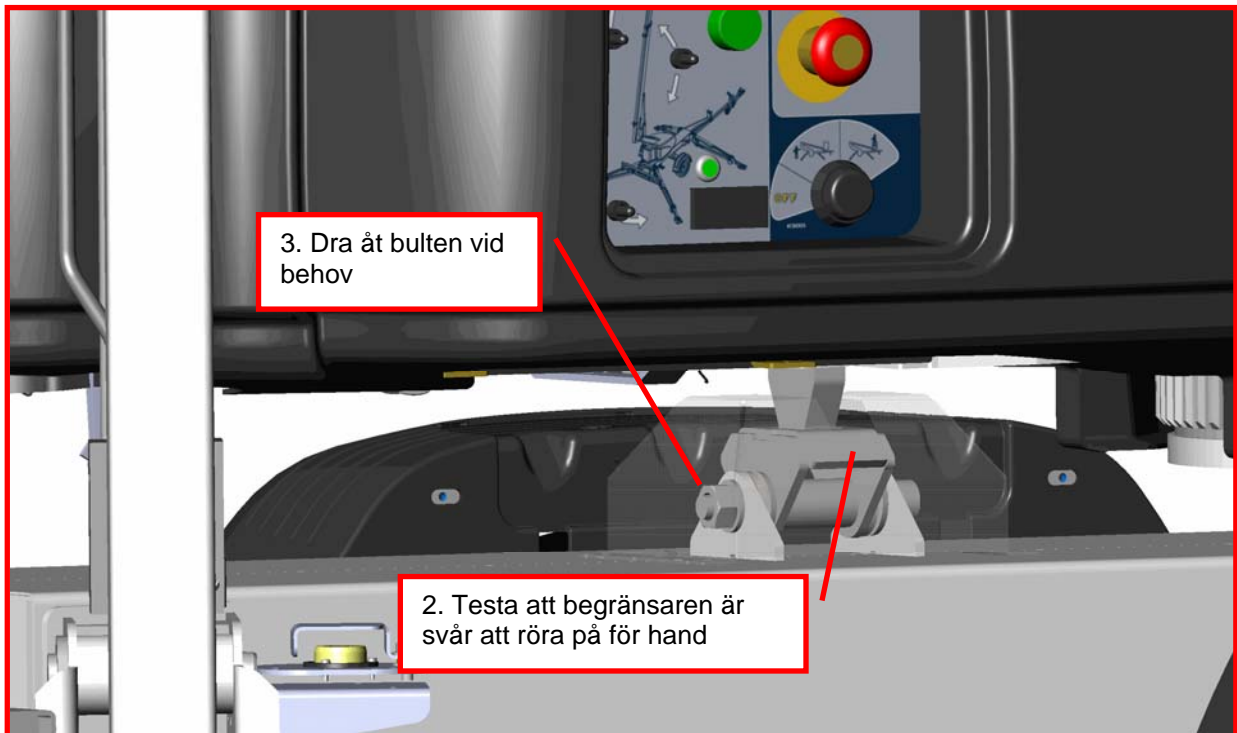 OFF
3. Dra åt bulten vid
behov
2. Testa att begränsaren är
svår att röra på för hand